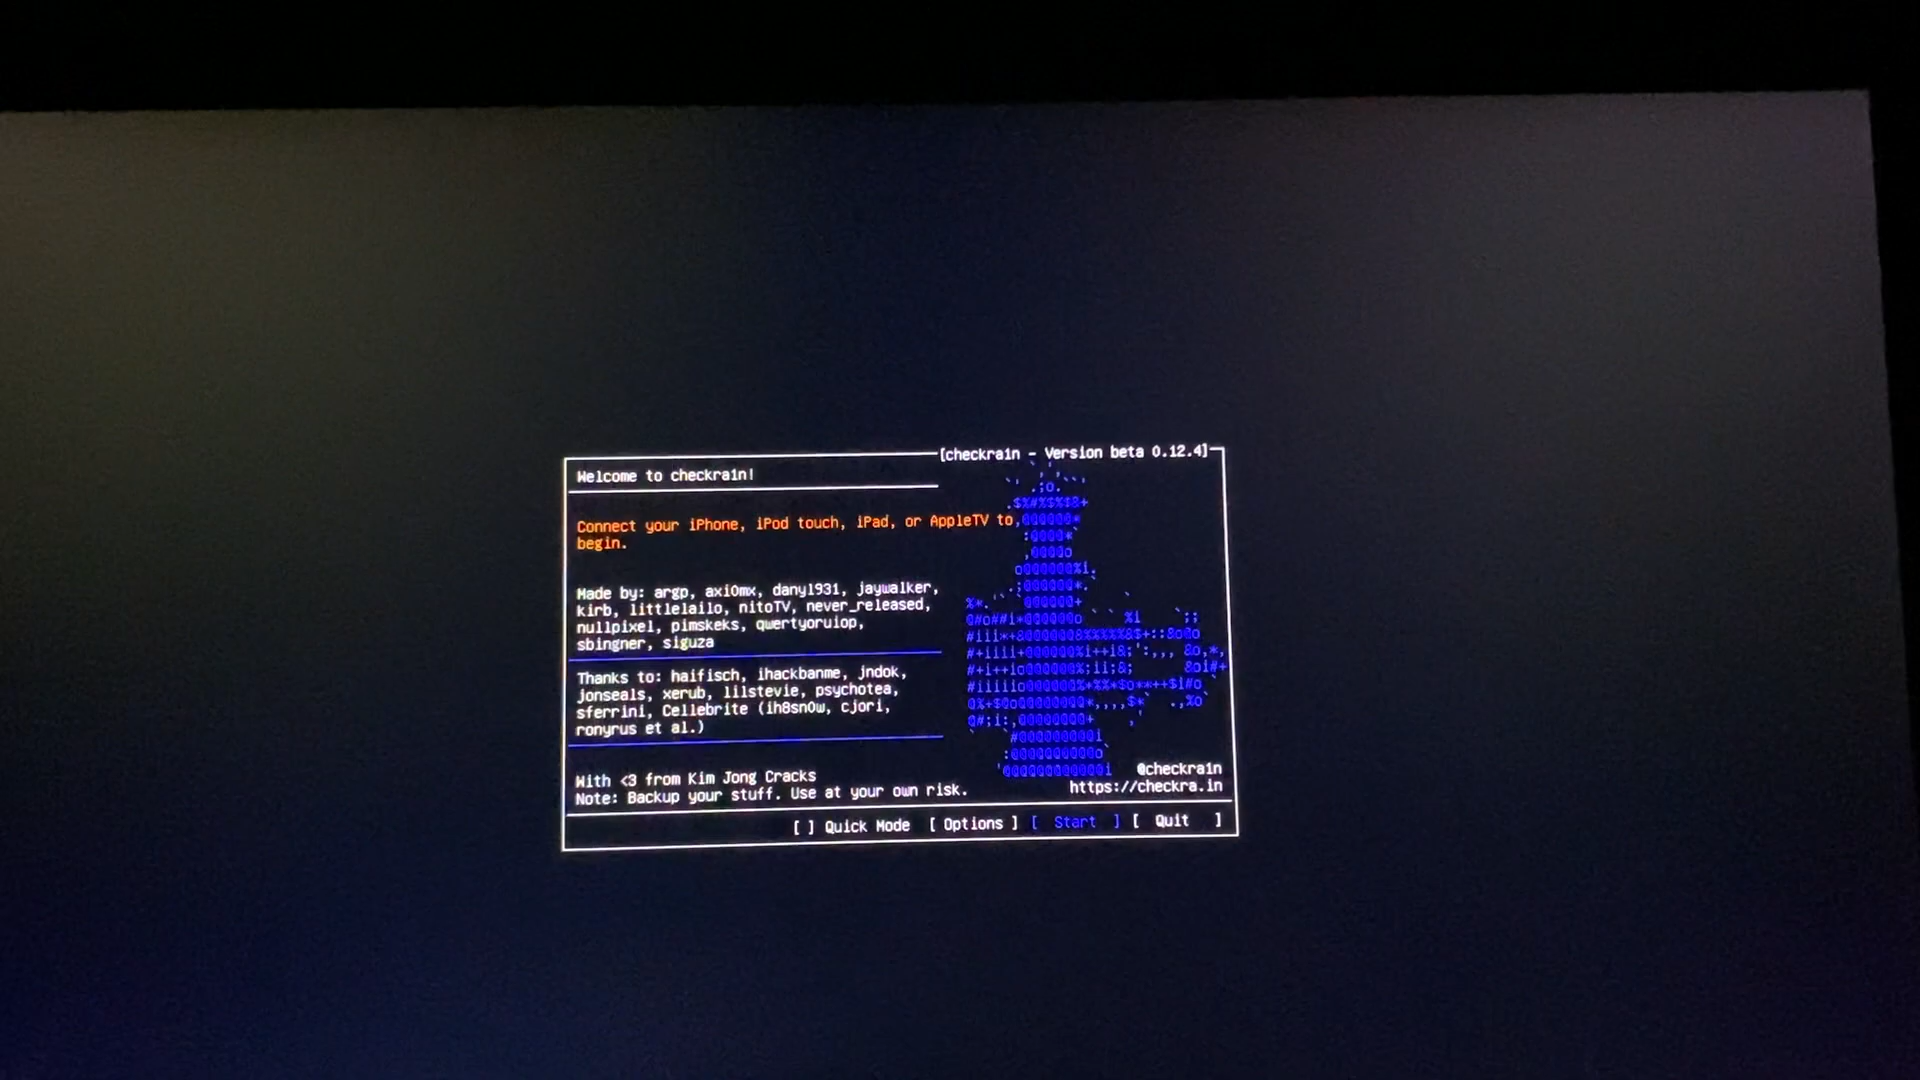 [checkra1n - Version beta 0.12.4]
Welcome to checkra1n!
Connect your iPhone, iPod touch, iPad, or AppleTV to
begin.
Made by: argp, axi0mx, danyl931, jaywalker,
kirb, littlelailo, nitoTV, never_released,
nullpixel, pimskeks, qwertyoruiop,
sbingner, siguza
Thanks to: haifisch, ihackbanme, jndok,
jonseals, xerub, lilstevie, psychotea,
sferrini, Cellebrite (ih8sn0w, cjori,
ronyrus et al.)
With <3 from Kim Jong Cracks
Note: Backup your stuff. Use at your own risk.
@checkra1n
https://checkra.in
[ ] Quick Mode [ Options ] [ Start ] [ Quit ]